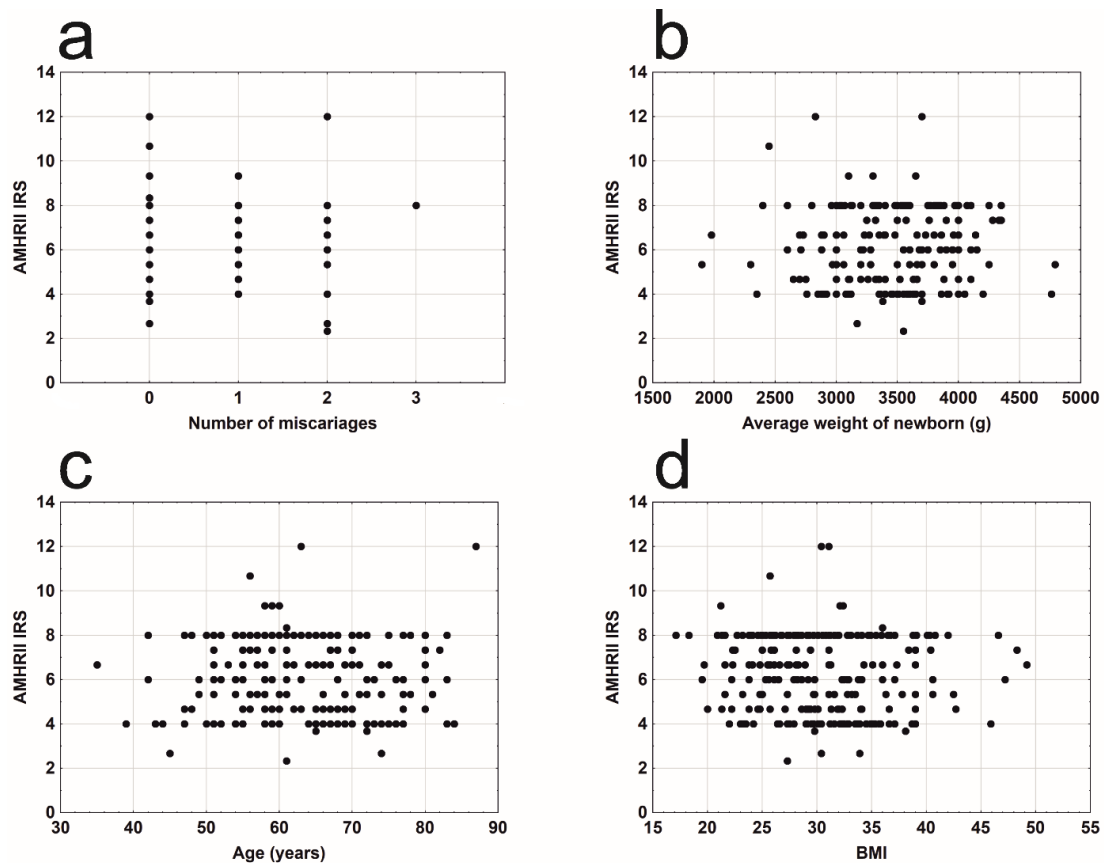 a
14
12
10
8
6
4
2
0
AMHRII IRS
0 1 2 3
Number of miscariages
b
14
12
10
8
6
4
2
0
AMHRII IRS
1500 2000 2500 3000 3500 4000 4500 5000
Average weight of newborn (g)
c
14
12
10
8
6
4
2
0
AMHRII IRS
30 40 50 60 70 80 90
Age (years)
d
14
12
10
8
6
4
2
0
AMHRII IRS
15 20 25 30 35 40 45 50 55
BMI